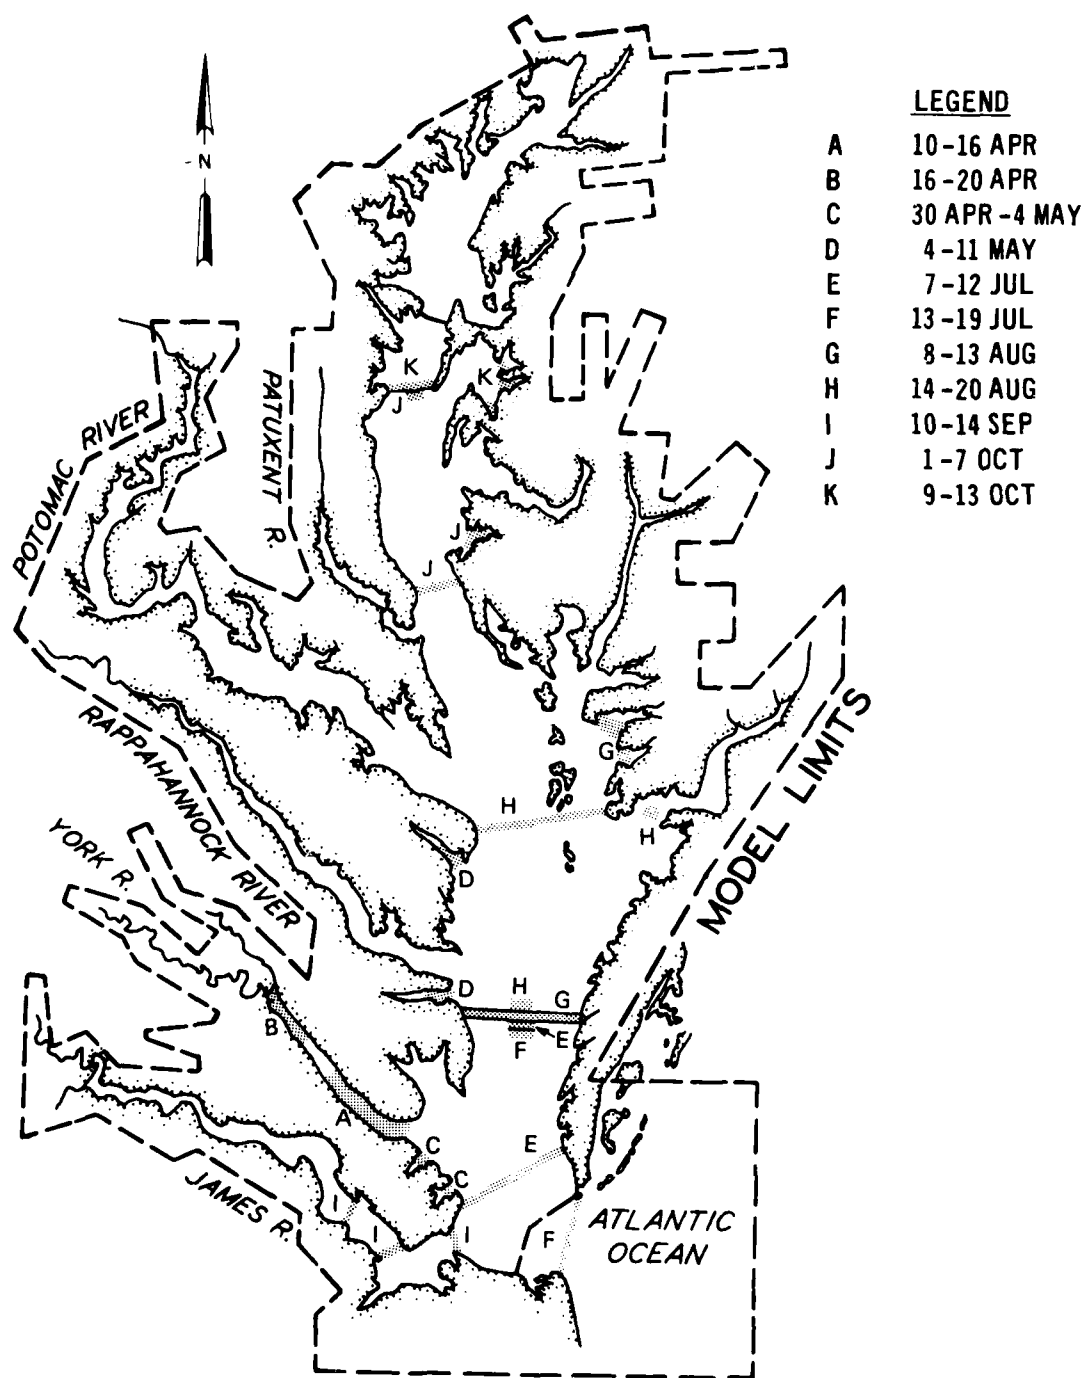 LEGEND
A 10-16 APR
B 16-20 APR
C 30 APR-4 MAY
D 4-11 MAY
E 7-12 JUL
F 13-19 JUL
G 8-13 AUG
H 14-20 AUG
I 10-14 SEP
J 1-7 OCT
K 9-13 OCT
N
K
K
J
PATUXENT R.
POTOMAC RIVER
J
J
G
H
H
MODEL LIMITS
RAPPAHANNOCK RIVER
YORK R.
D
D
H
G
B
F
E
A
C
E
C
JAMES R.
I
I
I
F
ATLANTIC
OCEAN